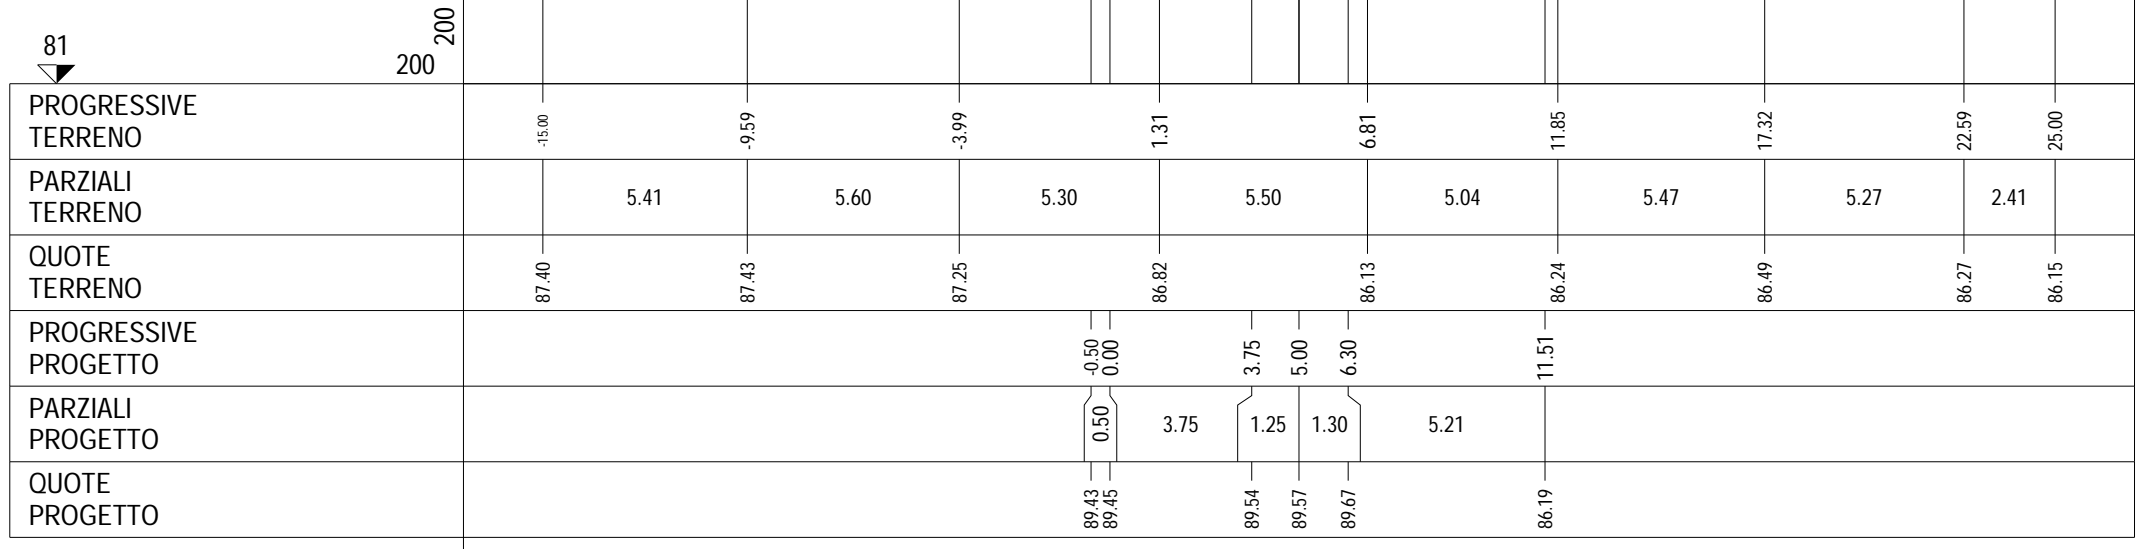 200
81
200
PROGRESSIVE
TERRENO
-15.00 -9.59 -3.99 1.31 6.81 11.85 17.32 22.59 25.00
PARZIALI
TERRENO
5.41 5.60 5.30 5.50 5.04 5.47 5.27 2.41
QUOTE
TERRENO
87.40 87.43 87.25 86.82 86.13 86.24 86.49 86.27 86.15
PROGRESSIVE
PROGETTO
-0.50 0.00 3.75 5.00 6.30 11.51
PARZIALI
PROGETTO
0.50 3.75 1.25 1.30 5.21
QUOTE
PROGETTO
89.43 89.45 89.54 89.57 89.67 86.19